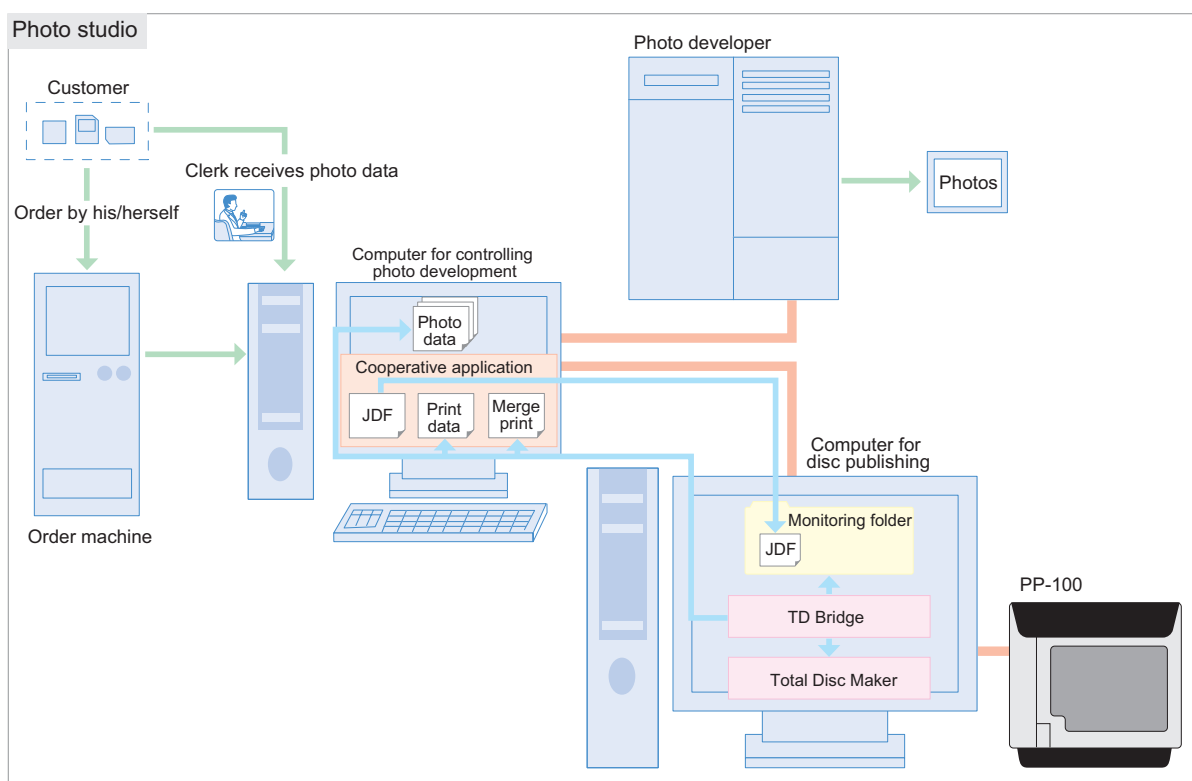 Photo studio
Photo developer
Customer
Clerk receives photo data
Photos
Order by his/herself
Computer for controlling
photo development
Photo
data
Cooperative application
JDF
Print
data
Merge
print
Computer for
disc publishing
Monitoring folder
Order machine
JDF
PP-100
TD Bridge
Total Disc Maker